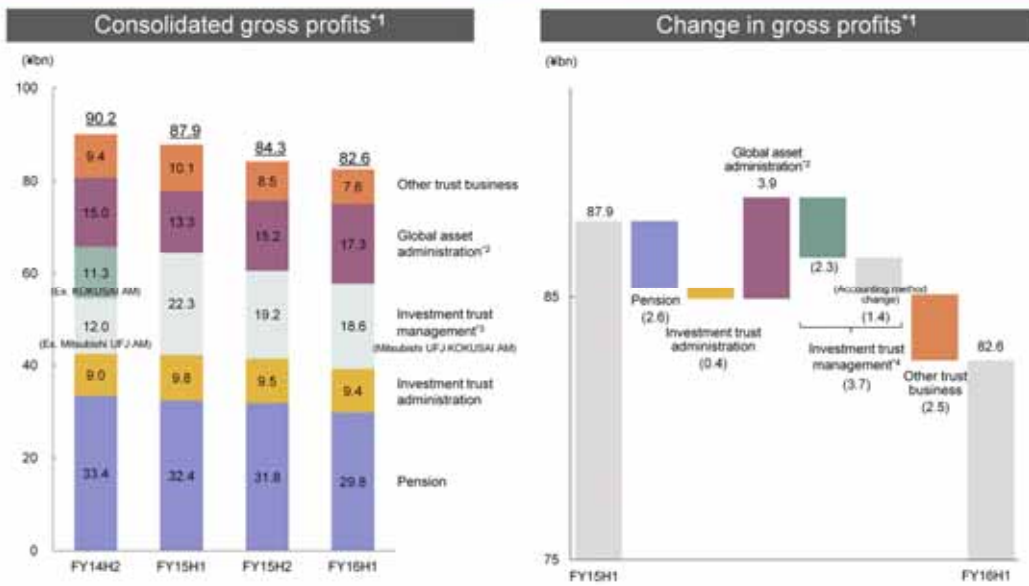 Consolidated gross profits*1
(¥bn)
100
80
60
40
20
0
90.2
9.4
15.0
11.3
(Ex. KOKUSAI AM)
12.0
(Ex. Mitsubishi UFJ AM)
9.0
33.4
FY14H2
87.9
10.1
13.3
22.3
9.8
32.4
FY15H1
84.3
8.5
15.2
19.2
9.5
31.8
FY15H2
82.6
7.6
17.3
18.6
9.4
29.8
FY16H1
Other trust business
Global asset
administration*2
Investment trust
management*3
(Mitsubishi UFJ KOKUSAI AM)
Investment trust
administration
Pension
Change in gross profits*1
(¥bn)
85
75
87.9
FY15H1
Pension
(2.6)
Investment trust
administration
(0.4)
Global asset
administration*2
3.9
(2.3)
(Accounting method
change)
(1.4)
Investment trust
management*4
(3.7)
Other trust
business
(2.5)
82.6
FY16H1